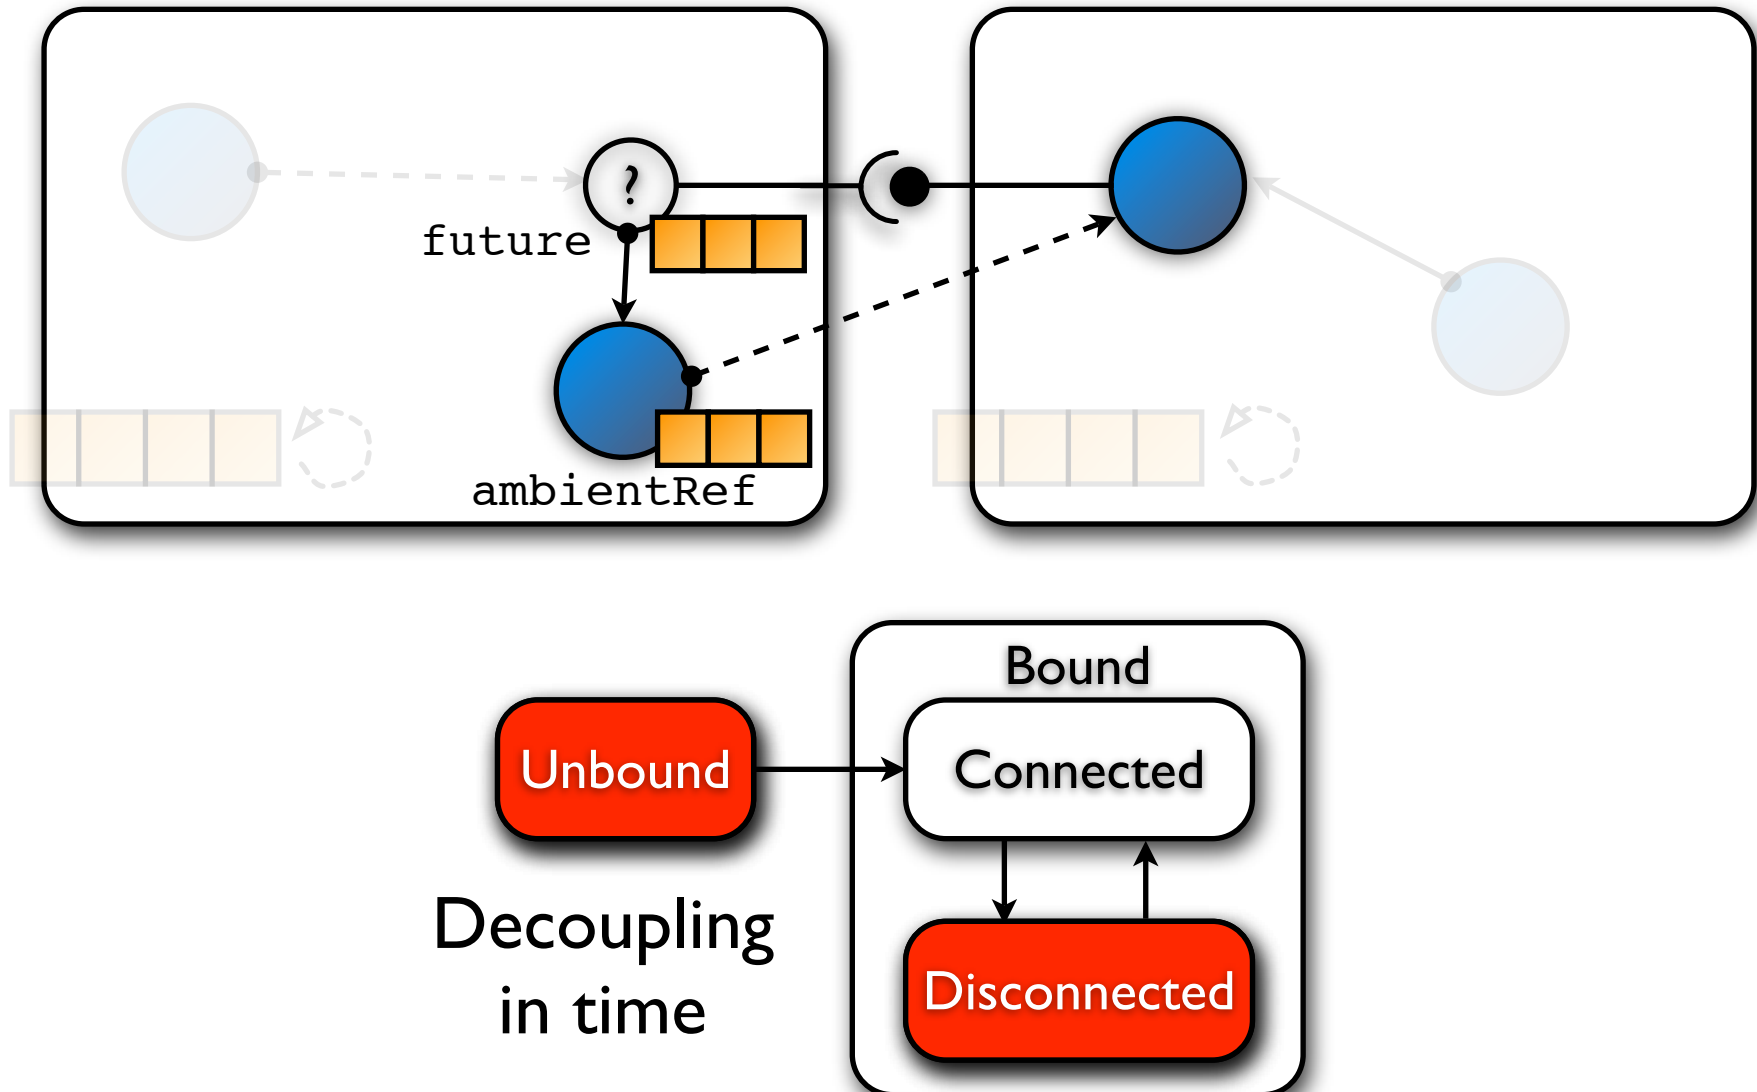 ?
future
ambientRef
Bound
Unbound
Connected
Decoupling
in time
Disconnected